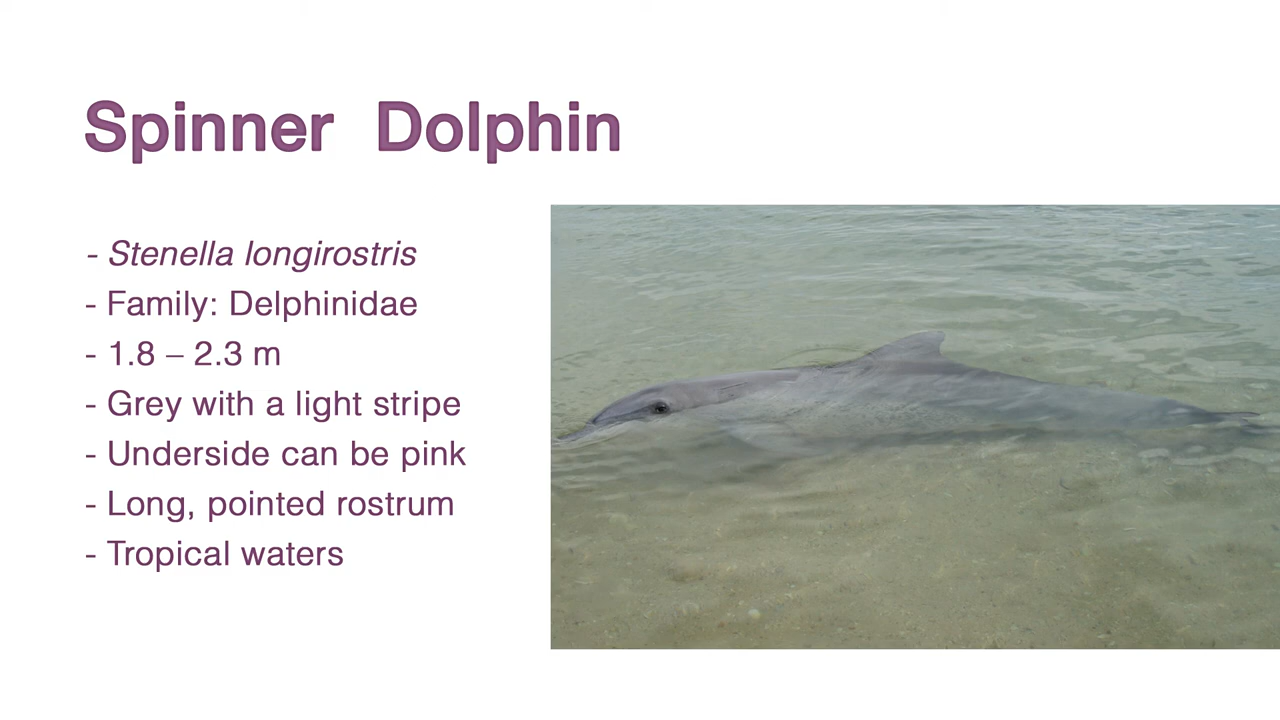 Spinner Dolphin
- Stenella longirostris
- Family: Delphinidae
- 1.8 – 2.3 m
- Grey with a light stripe
- Underside can be pink
- Long, pointed rostrum
- Tropical waters